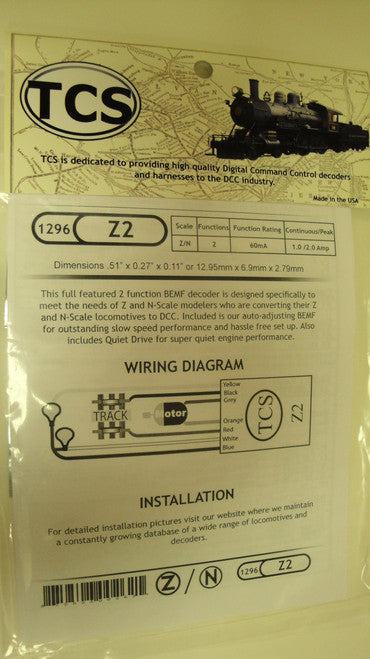 TCS
TCS is dedicated to providing high quality Digital Command Control decoders
and harnesses to the DCC industry.
Made in the USA
1296 Z2
Scale Functions Function Rating Continuous/Peak
Z/N 2 60mA 1.0 /2.0 Amp
Dimensions .51" x 0.27" x 0.11" or 12.95mm x 6.9mm x 2.79mm
This full featured 2 function BEMF decoder is designed specifically to
meet the needs of Z and N-Scale modelers who are converting their Z
and N-Scale locomotives to DCC. Included is our auto-adjusting BEMF
for outstanding slow speed performance and hassle free set up. Also
includes Quiet Drive for super quiet engine performance.
WIRING DIAGRAM
Yellow
Black
Grey
TRACK
Motor
Orange
Red
White
Blue
TCS
Z2
INSTALLATION
For detailed installation pictures visit our website where we maintain
a constantly growing database of a wide range of locomotives and
decoders.
Z / N 1296 Z2